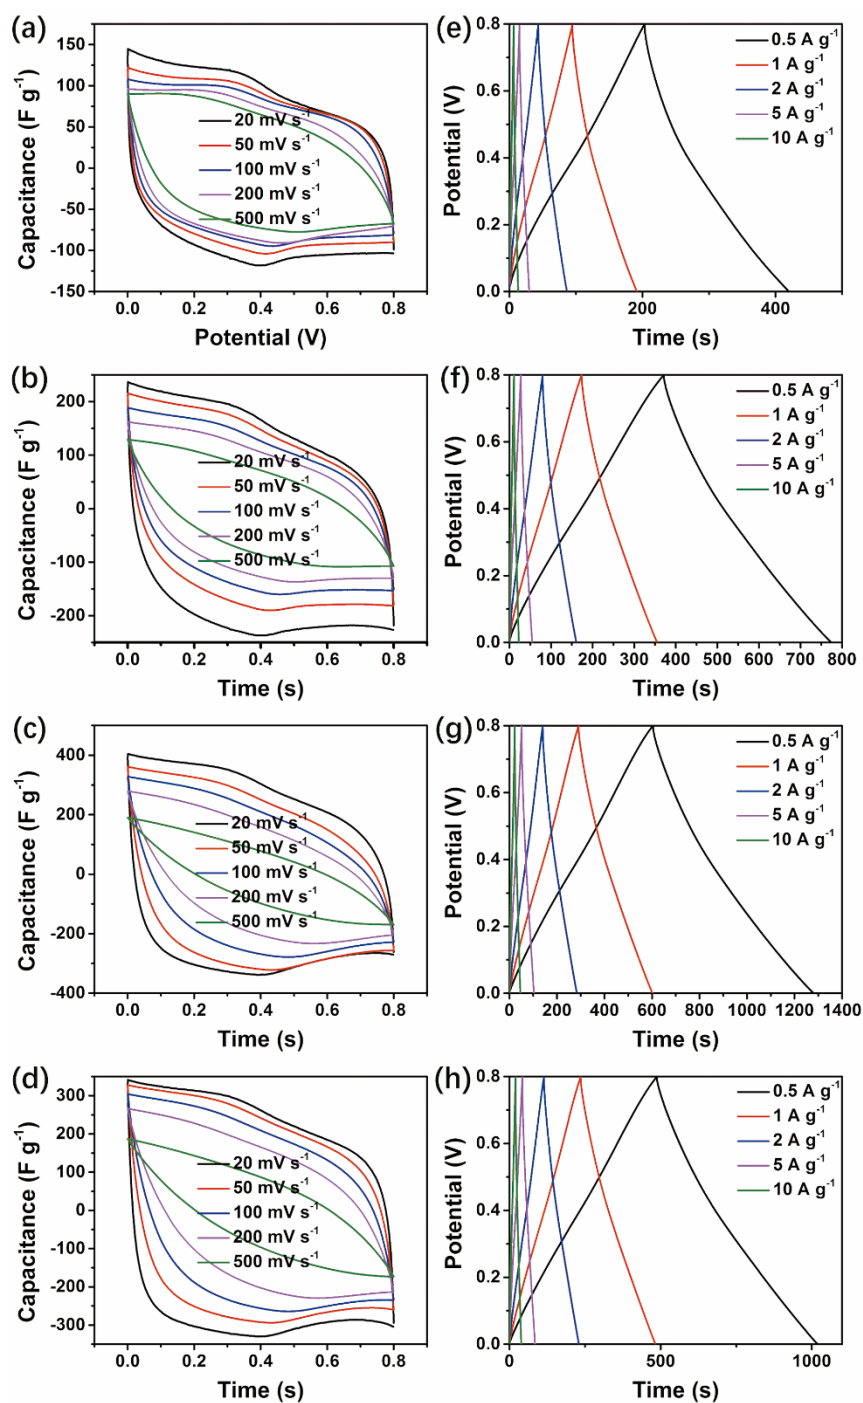 (a)
Capacitance (F g⁻¹)
150
100
50
0
-50
-100
-150
20 mV s⁻¹
50 mV s⁻¹
100 mV s⁻¹
200 mV s⁻¹
500 mV s⁻¹
0.0 0.2 0.4 0.6 0.8
Potential (V)
(e)
Potential (V)
0.8
0.6
0.4
0.2
0.0
0.5 A g⁻¹
1 A g⁻¹
2 A g⁻¹
5 A g⁻¹
10 A g⁻¹
0 200 400
Time (s)
(b)
Capacitance (F g⁻¹)
200
100
0
-100
-200
20 mV s⁻¹
50 mV s⁻¹
100 mV s⁻¹
200 mV s⁻¹
500 mV s⁻¹
0.0 0.2 0.4 0.6 0.8
Time (s)
(f)
Potential (V)
0.8
0.6
0.4
0.2
0.0
0.5 A g⁻¹
1 A g⁻¹
2 A g⁻¹
5 A g⁻¹
10 A g⁻¹
0 100 200 300 400 500 600 700 800
Time (s)
(c)
Capacitance (F g⁻¹)
400
200
0
-200
-400
20 mV s⁻¹
50 mV s⁻¹
100 mV s⁻¹
200 mV s⁻¹
500 mV s⁻¹
0.0 0.2 0.4 0.6 0.8
Time (s)
(g)
Potential (V)
0.8
0.6
0.4
0.2
0.0
0.5 A g⁻¹
1 A g⁻¹
2 A g⁻¹
5 A g⁻¹
10 A g⁻¹
0 200 400 600 800 1000 1200 1400
Time (s)
(d)
Capacitance (F g⁻¹)
300
200
100
0
-100
-200
-300
20 mV s⁻¹
50 mV s⁻¹
100 mV s⁻¹
200 mV s⁻¹
500 mV s⁻¹
0.0 0.2 0.4 0.6 0.8
Time (s)
(h)
Potential (V)
0.8
0.6
0.4
0.2
0.0
0.5 A g⁻¹
1 A g⁻¹
2 A g⁻¹
5 A g⁻¹
10 A g⁻¹
0 500 1000
Time (s)